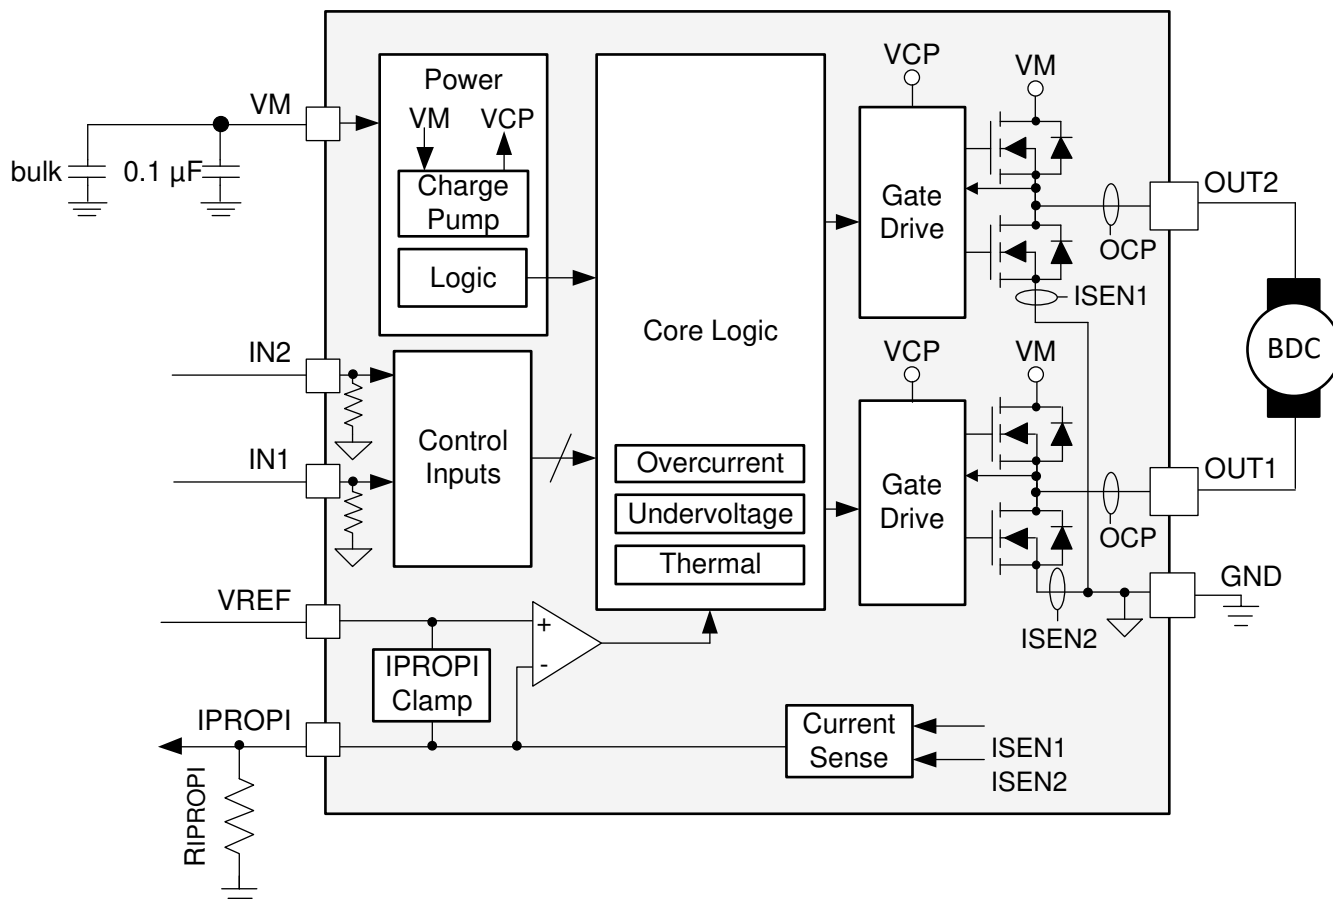 Power
VM
VCP
Charge
Pump
Logic
VM
bulk
0.1 µF
IN2
IN1
Control
Inputs
VREF
IPROPI
Clamp
+
-
IPROPI
RIPROPI
Core Logic
Overcurrent
Undervoltage
Thermal
VCP
VM
Gate
Drive
OCP
ISEN1
OUT2
BDC
VCP
VM
Gate
Drive
OCP
ISEN2
OUT1
GND
Current
Sense
ISEN1
ISEN2